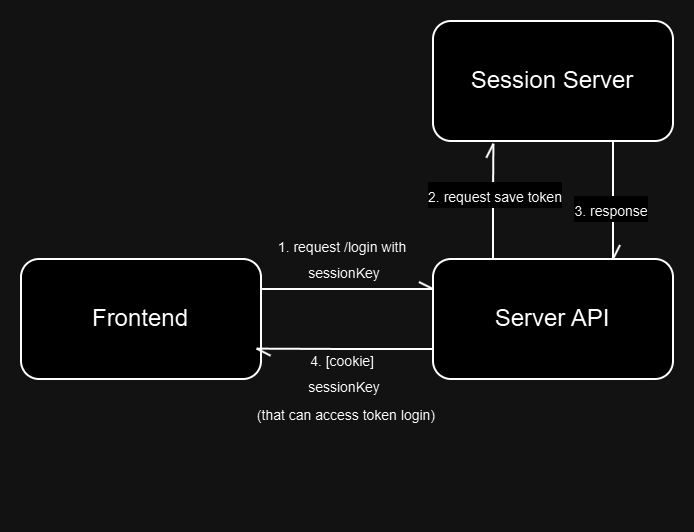 Session Server
2. request save token
3. response
1. request /login with
sessionKey
Frontend
Server API
4. [cookie]
sessionKey
(that can access token login)